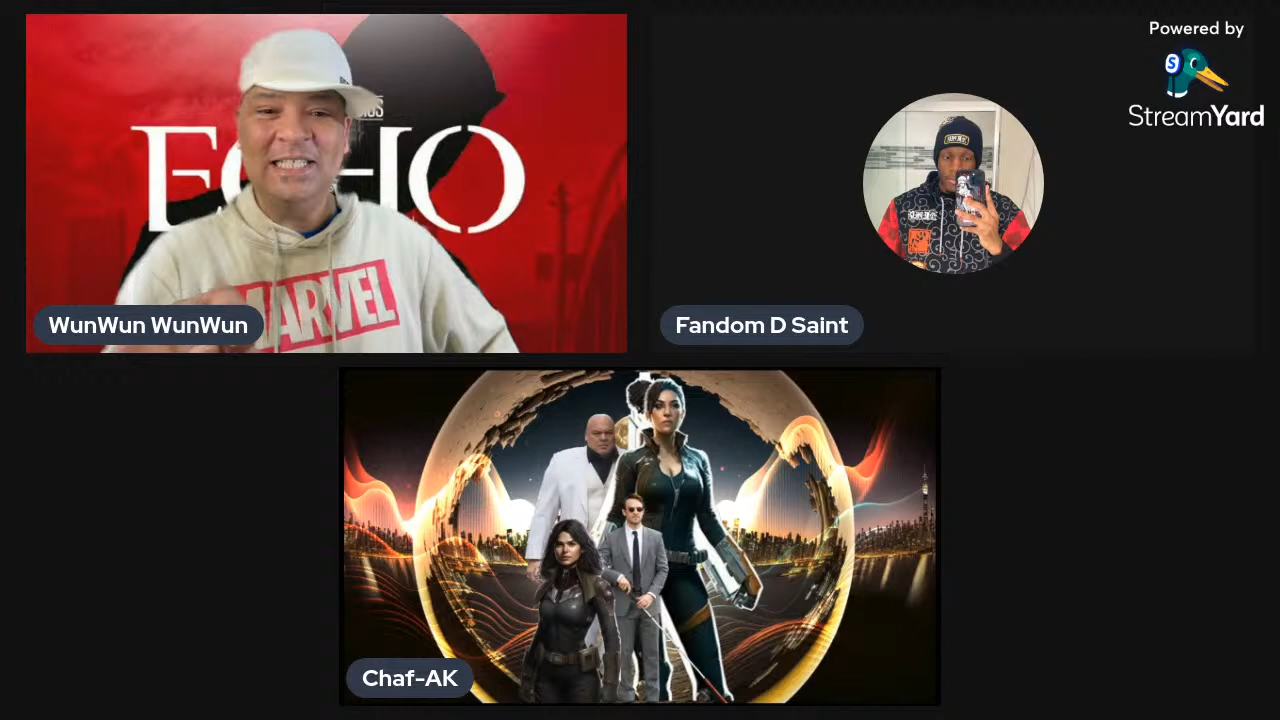 Powered by
StreamYard
S
ECHO
MARVEL
WunWun WunWun
Fandom D Saint
Chaf-AK